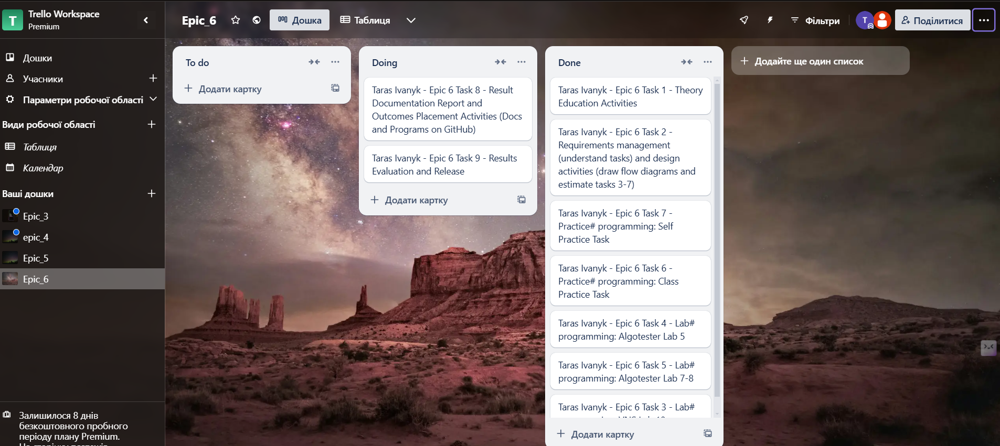 T
Trello Workspace
Premium
Дошки
Учасники
Параметри робочої області
Види робочої області
Таблиця
Календар
Ваші дошки
Epic_3
epic_4
Epic_5
Epic_6
Залишилося 8 днів
безкоштовного пробного
періоду плану Premium.
Epic_6
Дошка
Таблиця
Фільтри
T
Поділитися
To do
Додати картку
Doing
Taras Ivanyk - Epic 6 Task 8 - Result
Documentation Report and
Outcomes Placement Activities (Docs
and Programs on GitHub)
Taras Ivanyk - Epic 6 Task 9 - Results
Evaluation and Release
Додати картку
Done
Taras Ivanyk - Epic 6 Task 1 - Theory
Education Activities
Taras Ivanyk - Epic 6 Task 2 -
Requirements management
(understand tasks) and design
activities (draw flow diagrams and
estimate tasks 3-7)
Taras Ivanyk - Epic 6 Task 7 -
Practice# programming: Self
Practice Task
Taras Ivanyk - Epic 6 Task 6 -
Practice# programming: Class
Practice Task
Taras Ivanyk - Epic 6 Task 4 - Lab#
programming: Algotester Lab 5
Taras Ivanyk - Epic 6 Task 5 - Lab#
programming: Algotester Lab 7-8
Taras Ivanyk - Epic 6 Task 3 - Lab#
Додати картку
Додайте ще один список